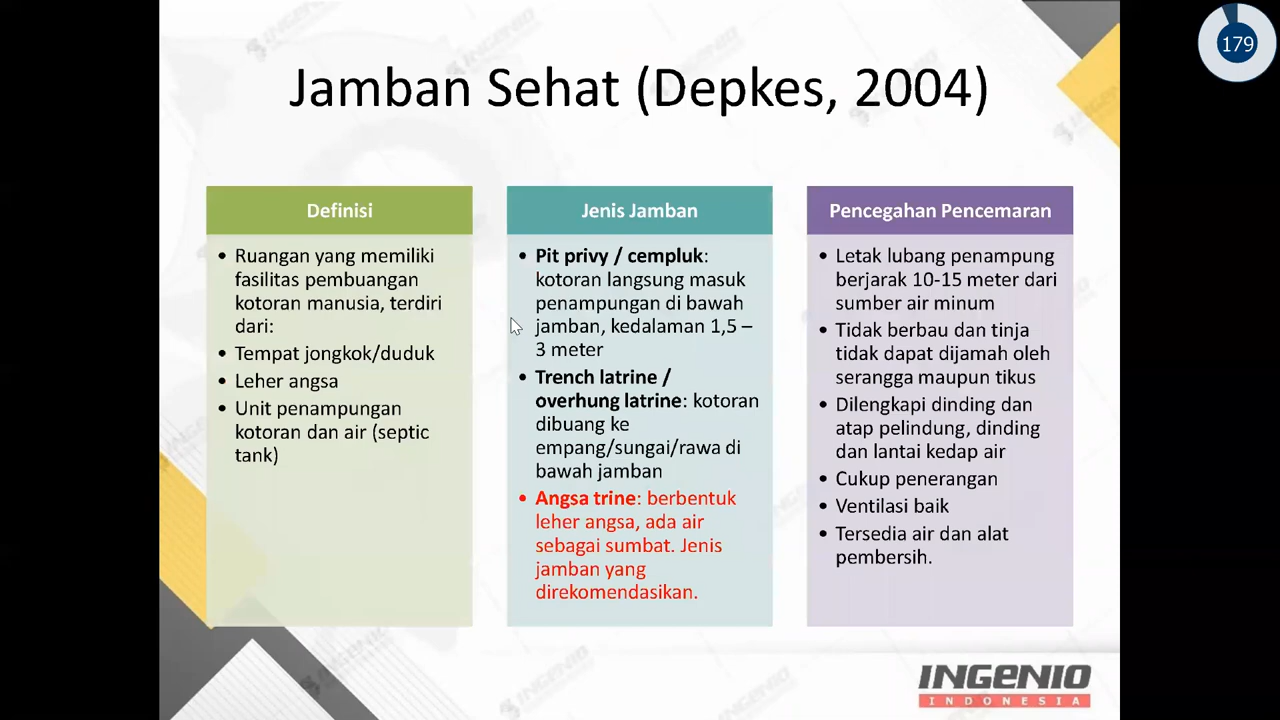 179
Jamban Sehat (Depkes, 2004)
Definisi
• Ruangan yang memiliki
fasilitas pembuangan
kotoran manusia, terdiri
dari:
• Tempat jongkok/duduk
• Leher angsa
• Unit penampungan
kotoran dan air (septic
tank)
Jenis Jamban
• Pit privy / cempluk:
kotoran langsung masuk
penampungan di bawah
jamban, kedalaman 1,5 –
3 meter
• Trench latrine /
overhung latrine: kotoran
dibuang ke
empang/sungai/rawa di
bawah jamban
• Angsa trine: berbentuk
leher angsa, ada air
sebagai sumbat. Jenis
jamban yang
direkomendasikan.
Pencegahan Pencemaran
• Letak lubang penampung
berjarak 10-15 meter dari
sumber air minum
• Tidak berbau dan tinja
tidak dapat dijamah oleh
serangga maupun tikus
• Dilengkapi dinding dan
atap pelindung, dinding
dan lantai kedap air
• Cukup penerangan
• Ventilasi baik
• Tersedia air dan alat
pembersih.
INGENIO
INDONESIA